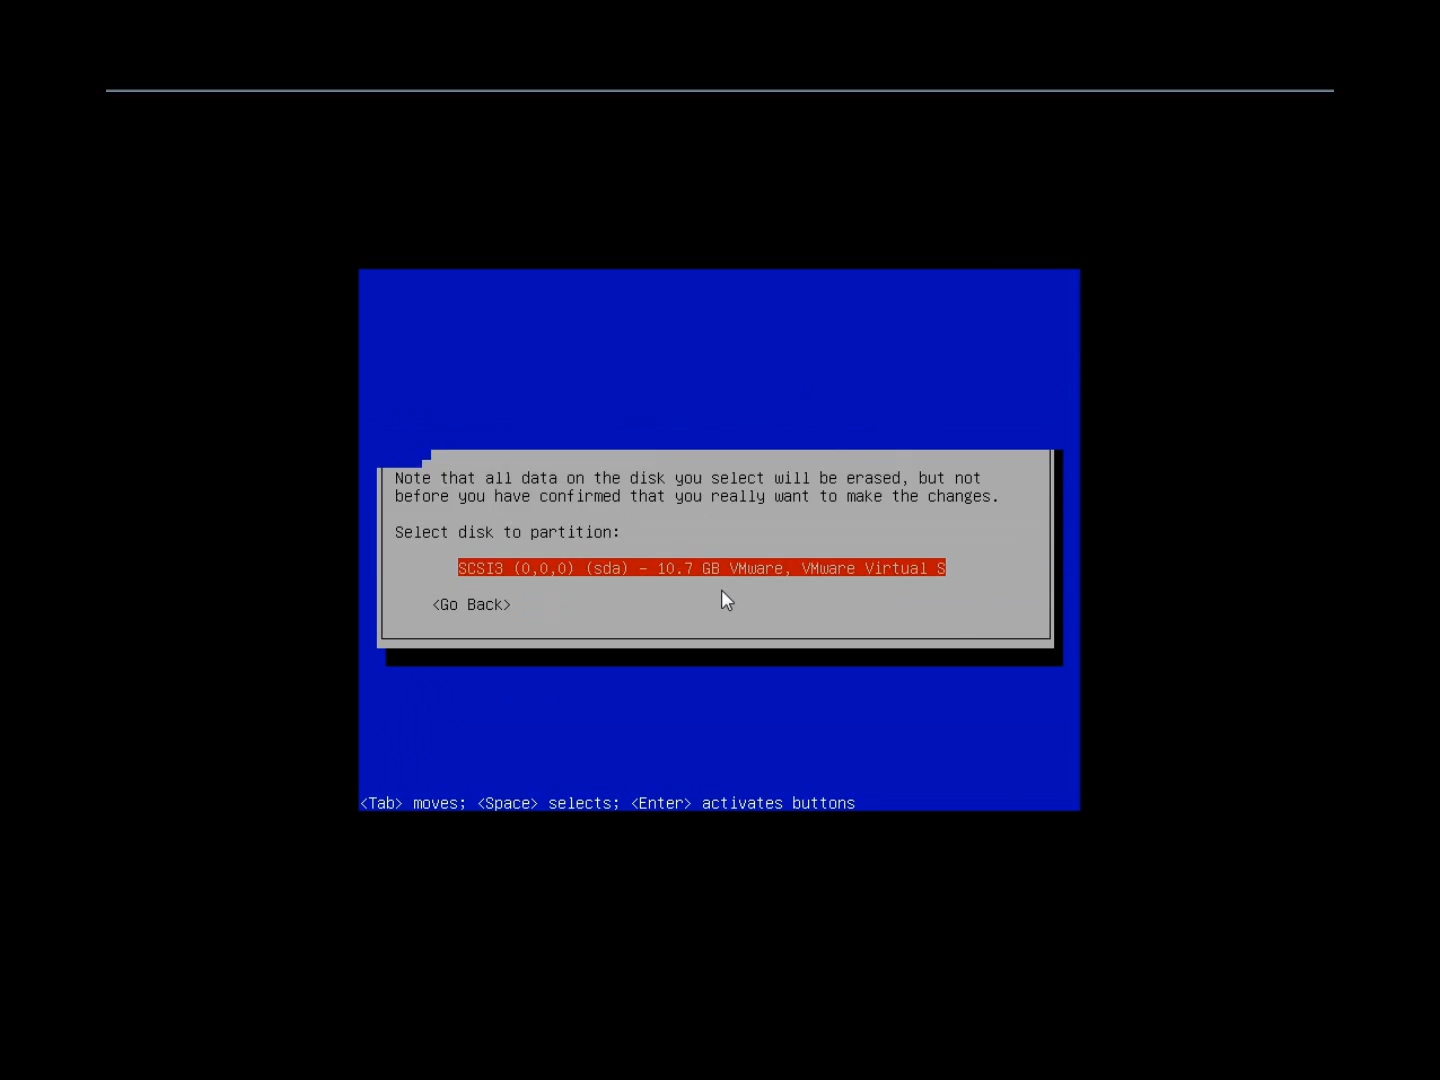 Note that all data on the disk you select will be erased, but not
before you have confirmed that you really want to make the changes.
Select disk to partition:
SCSI3 (0,0,0) (sda) - 10.7 GB VMware, VMware Virtual S
<Go Back>
<Tab> moves; <Space> selects; <Enter> activates buttons